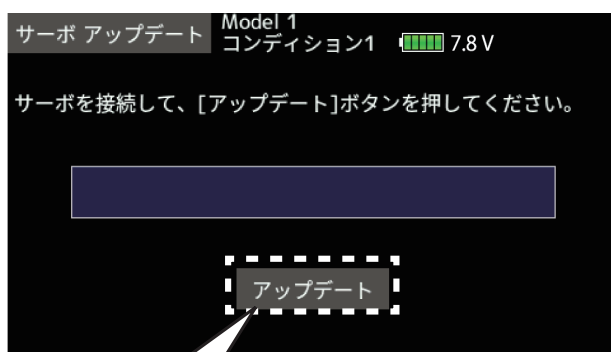 サーボ アップデート
Model 1
コンディション1 7.8 V
サーボを接続して、[アップデート]ボタンを押してください。
アップデート